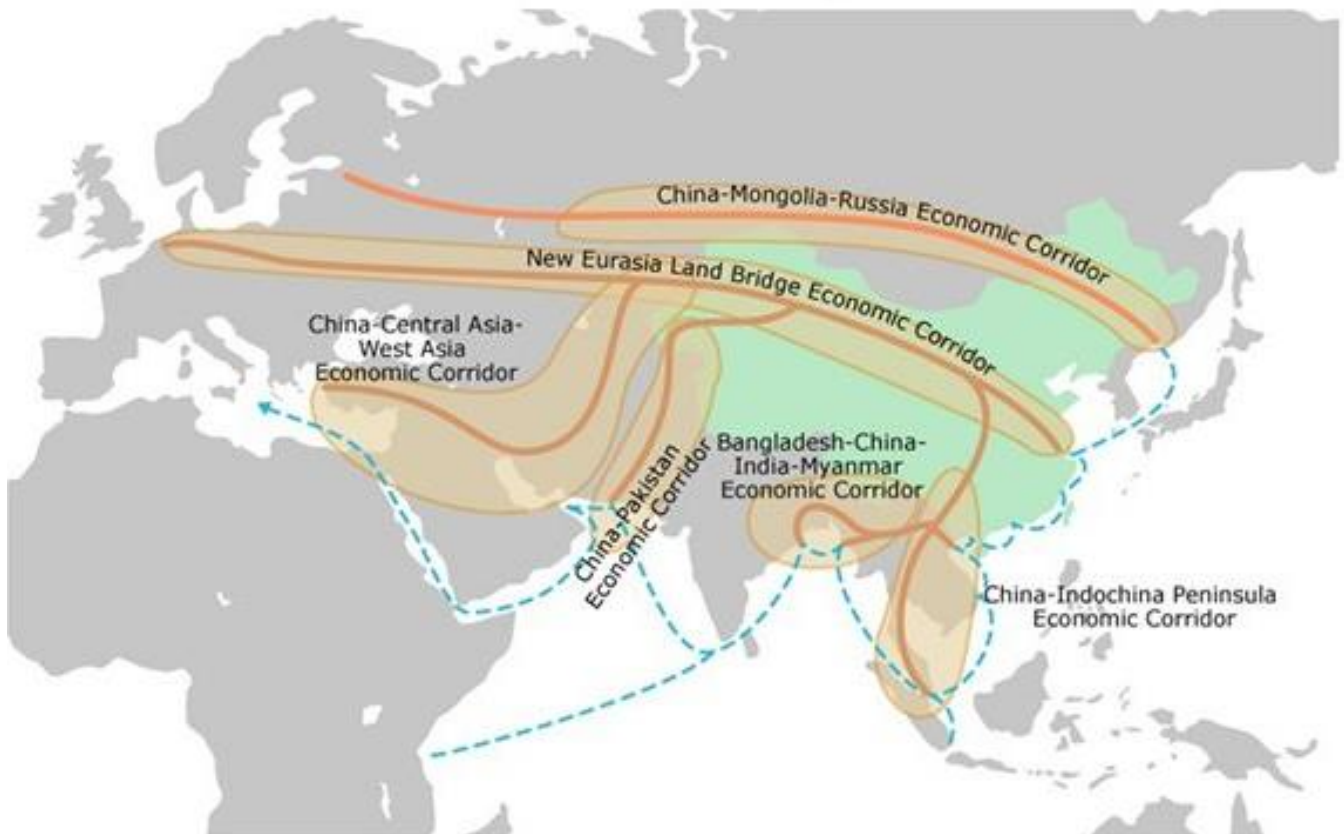 China-Mongolia-Russia Economic Corridor
New Eurasia Land Bridge Economic Corridor
China-Central Asia-
West Asia
Economic Corridor
China-Pakistan
Economic Corridor
Bangladesh-China-
India-Myanmar
Economic Corridor
China-Indochina Peninsula
Economic Corridor